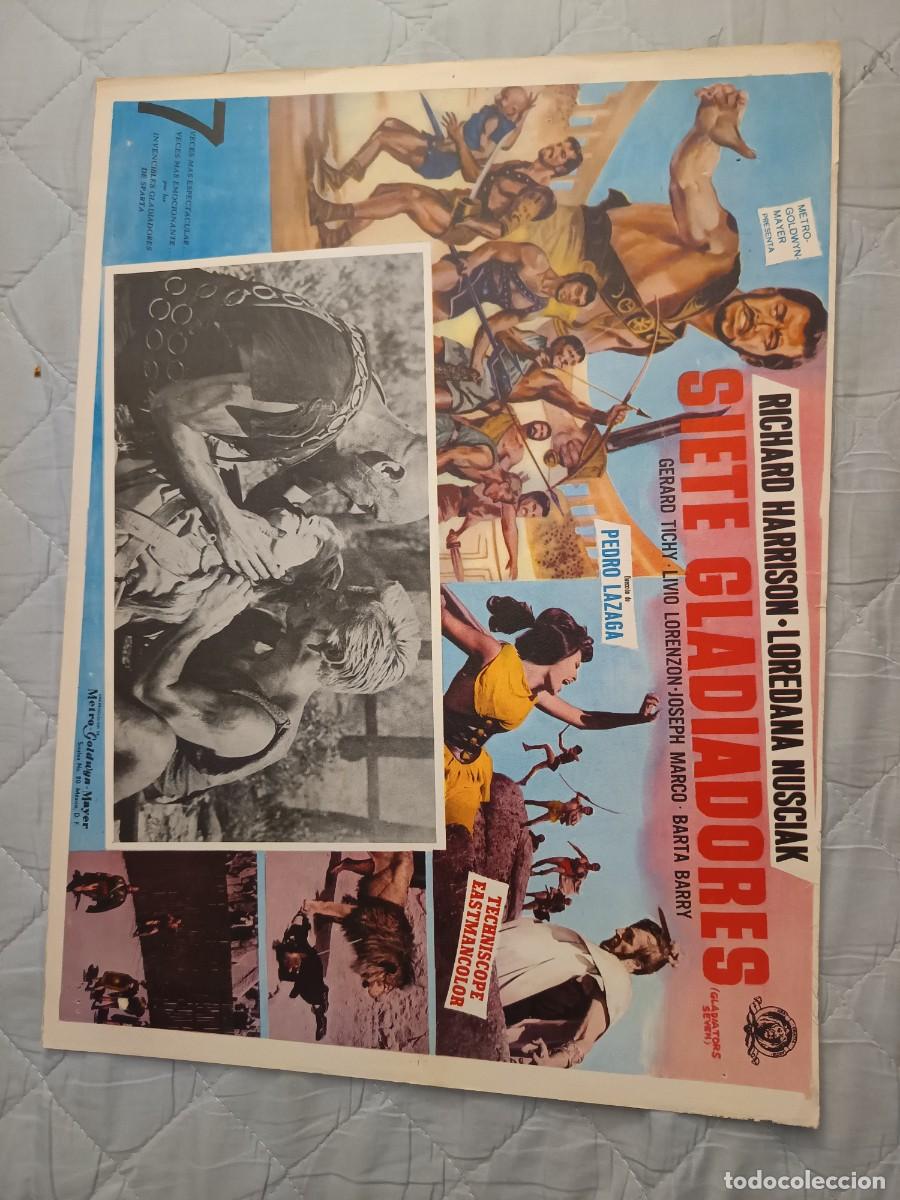 METRO-
GOLDWYN-
MAYER
PRESENTA
RICHARD HARRISON · LOREDANA NUSCIAK
SIETE GLADIADORES
(GLADIATORS
SEVEN)
GERARD TICHY · LIVIO LORENZON · JOSEPH MARCO · BARTA BARRY
Dirección de
PEDRO LAZAGA
TECHNISCOPE
EASTMANCOLOR
7
VECES MAS ESPECTACULAR
VECES MAS EMOCIONANTE
por los
INVENCIBLES GLADIADORES
DE SPARTA
Metro-Goldwyn-Mayer
México, D. F.
todocoleccion